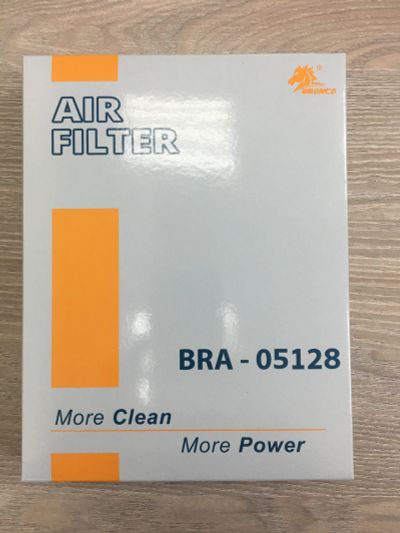 ®
BRONCO
AIR
FILTER
BRA - 05128
More Clean
More Power